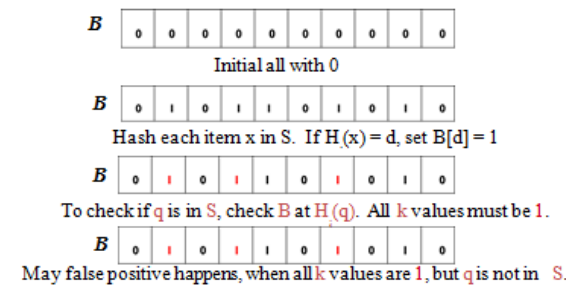 B 0 0 0 0 0 0 0 0 0 0
Initial all with 0
B 0 1 0 1 1 0 1 0 1 0
Hash each item x in S. If H(x) = d, set B[d] = 1
B 0 1 0 1 1 0 1 0 1 0
To check if q is in S, check B at H(q). All k values must be 1.
B 0 1 0 1 1 0 1 0 1 0
May false positive happens, when all k values are 1, but q is not in S.